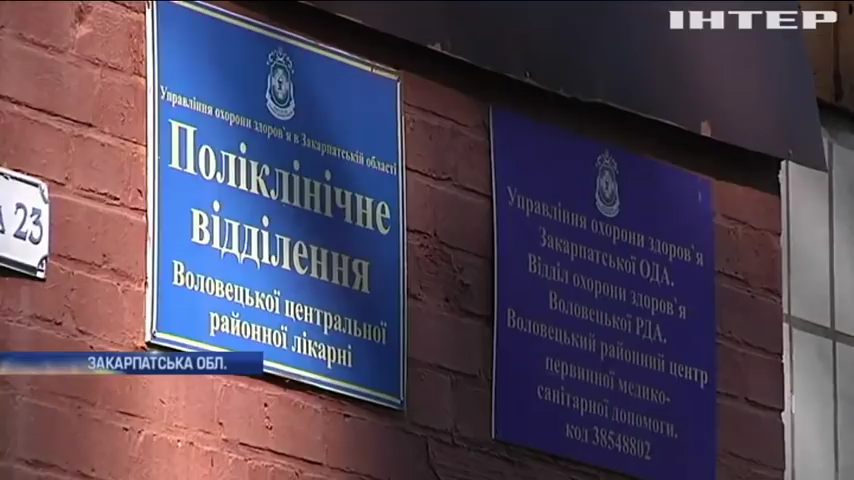 ІНТЕР
23
Управління охорони здоров`я в Закарпатській області
Поліклінічне
відділення
Воловецької центральної
районної лікарні
Управління охорони здоров`я
Закарпатської ОДА.
Відділ охорони здоров`я
Воловецької РДА.
Воловецький районний центр
первинної медико-
санітарної допомоги.
код 38548802
ЗАКАРПАТСЬКА ОБЛ.